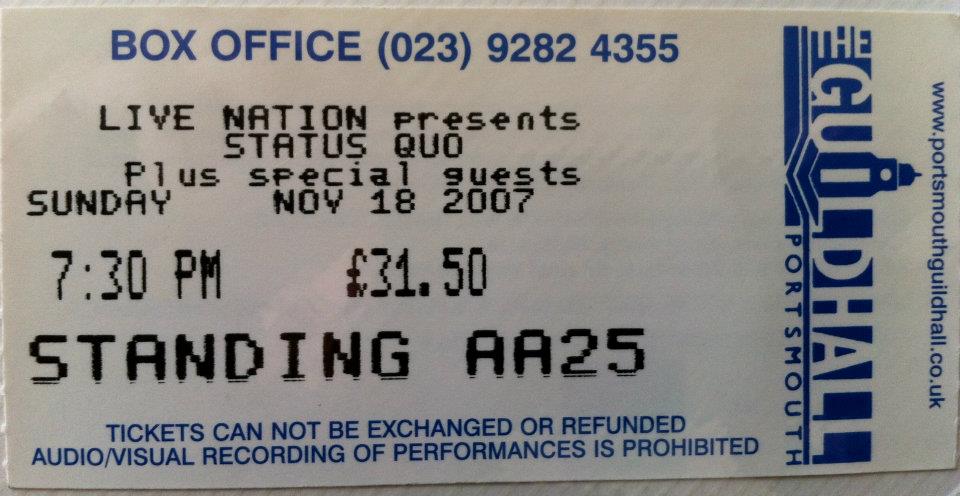 BOX OFFICE (023) 9282 4355
LIVE NATION presents
STATUS QUO
Plus special guests
SUNDAY NOV 18 2007
7:30 PM £31.50
STANDING AA25
TICKETS CAN NOT BE EXCHANGED OR REFUNDED
AUDIO/VISUAL RECORDING OF PERFORMANCES IS PROHIBITED
THE GUILDHALL
PORTSMOUTH
www.portsmouthguildhall.co.uk